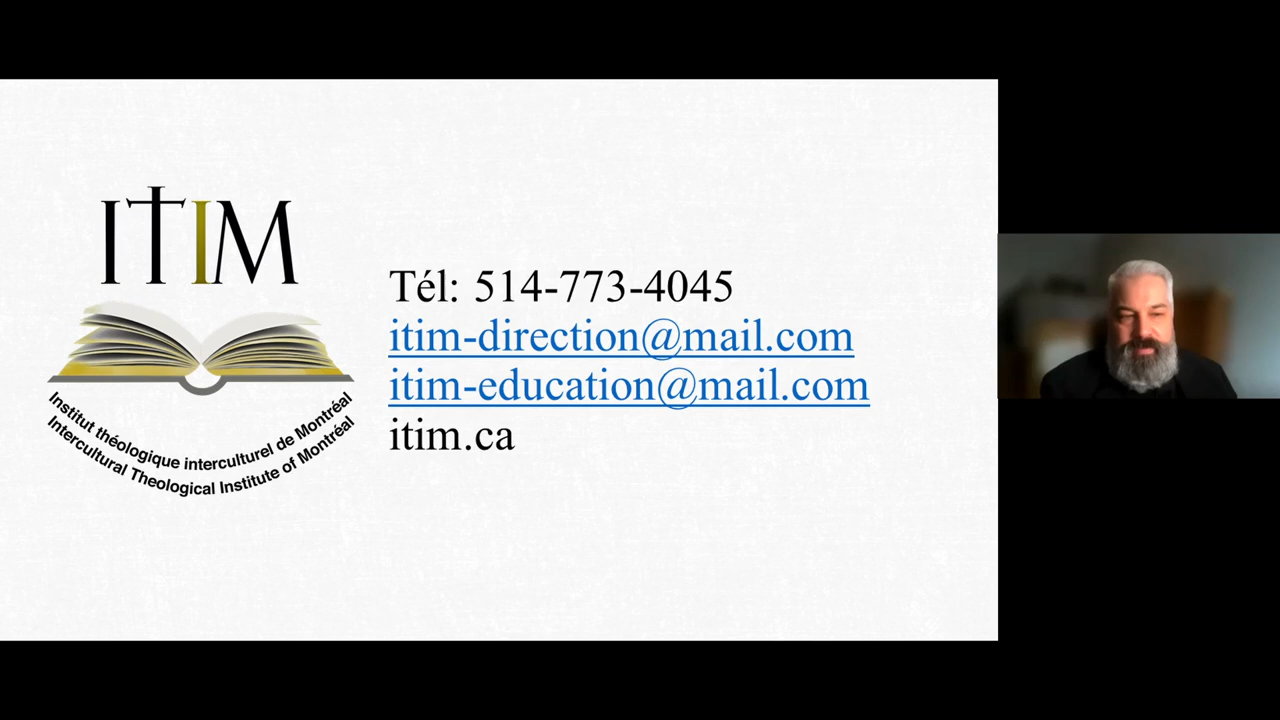 ITIM
Institut théologique interculturel de Montréal
Intercultural Theological Institute of Montréal
Tél: 514-773-4045
itim-direction@mail.com
itim-education@mail.com
itim.ca